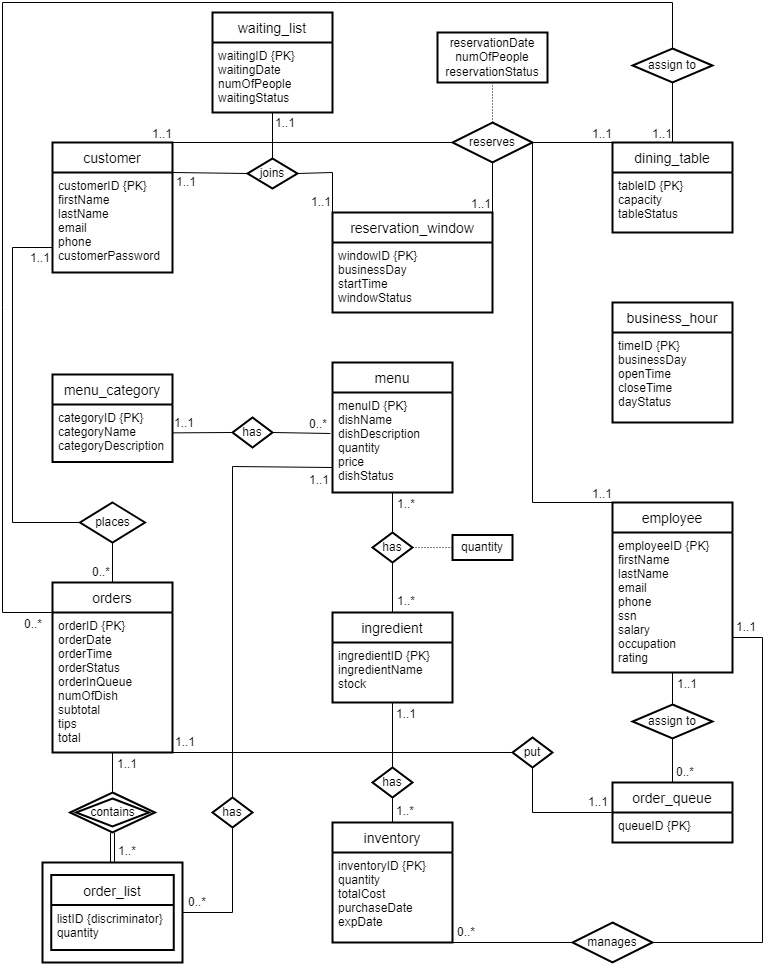 waiting_list
waitingID {PK}
waitingDate
numOfPeople
waitingStatus
1..1
reservationDate
numOfPeople
reservationStatus
assign to
1..1
reserves
1..1
1..1
customer
customerID {PK}
firstName
lastName
email
phone
customerPassword
1..1
joins
1..1
1..1
1..1
reservation_window
windowID {PK}
businessDay
startTime
windowStatus
dining_table
tableID {PK}
capacity
tableStatus
business_hour
timeID {PK}
businessDay
openTime
closeTime
dayStatus
menu_category
categoryID {PK}
categoryName
categoryDescription
1..1
has
0..*
menu
menuID {PK}
dishName
dishDescription
quantity
price
dishStatus
1..1
1..*
has
quantity
1..*
places
0..*
0..*
orders
orderID {PK}
orderDate
orderTime
orderStatus
orderInQueue
numOfDish
subtotal
tips
total
1..1
1..1
ingredient
ingredientID {PK}
ingredientName
stock
1..1
1..1
employee
employeeID {PK}
firstName
lastName
email
phone
ssn
salary
occupation
rating
1..1
1..1
assign to
0..*
put
1..1
order_queue
queueID {PK}
contains
1..*
has
0..*
has
1..*
inventory
inventoryID {PK}
quantity
totalCost
purchaseDate
expDate
0..*
manages
order_list
listID {discriminator}
quantity